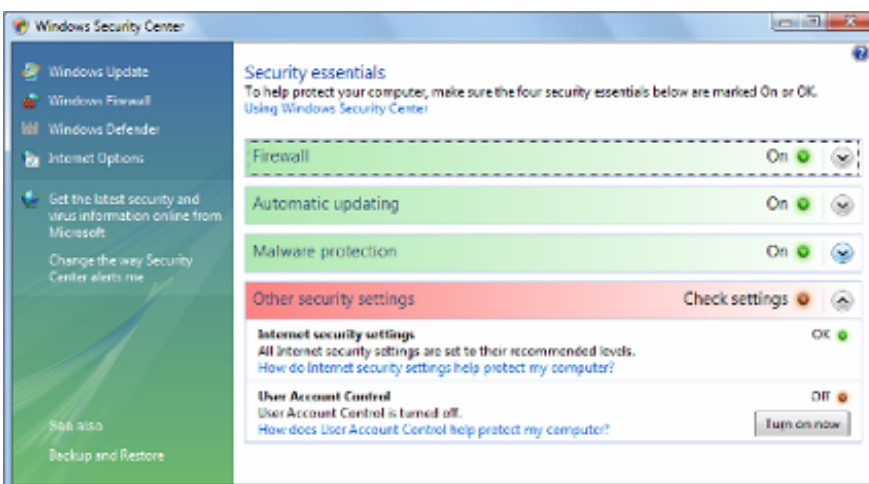 Windows Security Center
Windows Update
Windows Firewall
Windows Defender
Internet Options
Get the latest security and
virus information online from
Microsoft
Change the way Security
Center alerts me
See also
Backup and Restore
Security essentials
To help protect your computer, make sure the four security essentials below are marked On or OK.
Using Windows Security Center
Firewall On
Automatic updating On
Malware protection On
Other security settings Check settings
Internet security settings OK
All Internet security settings are set to their recommended levels.
How do Internet security settings help protect my computer?
User Account Control Off
User Account Control is turned off.
How does User Account Control help protect my computer?
Turn on now